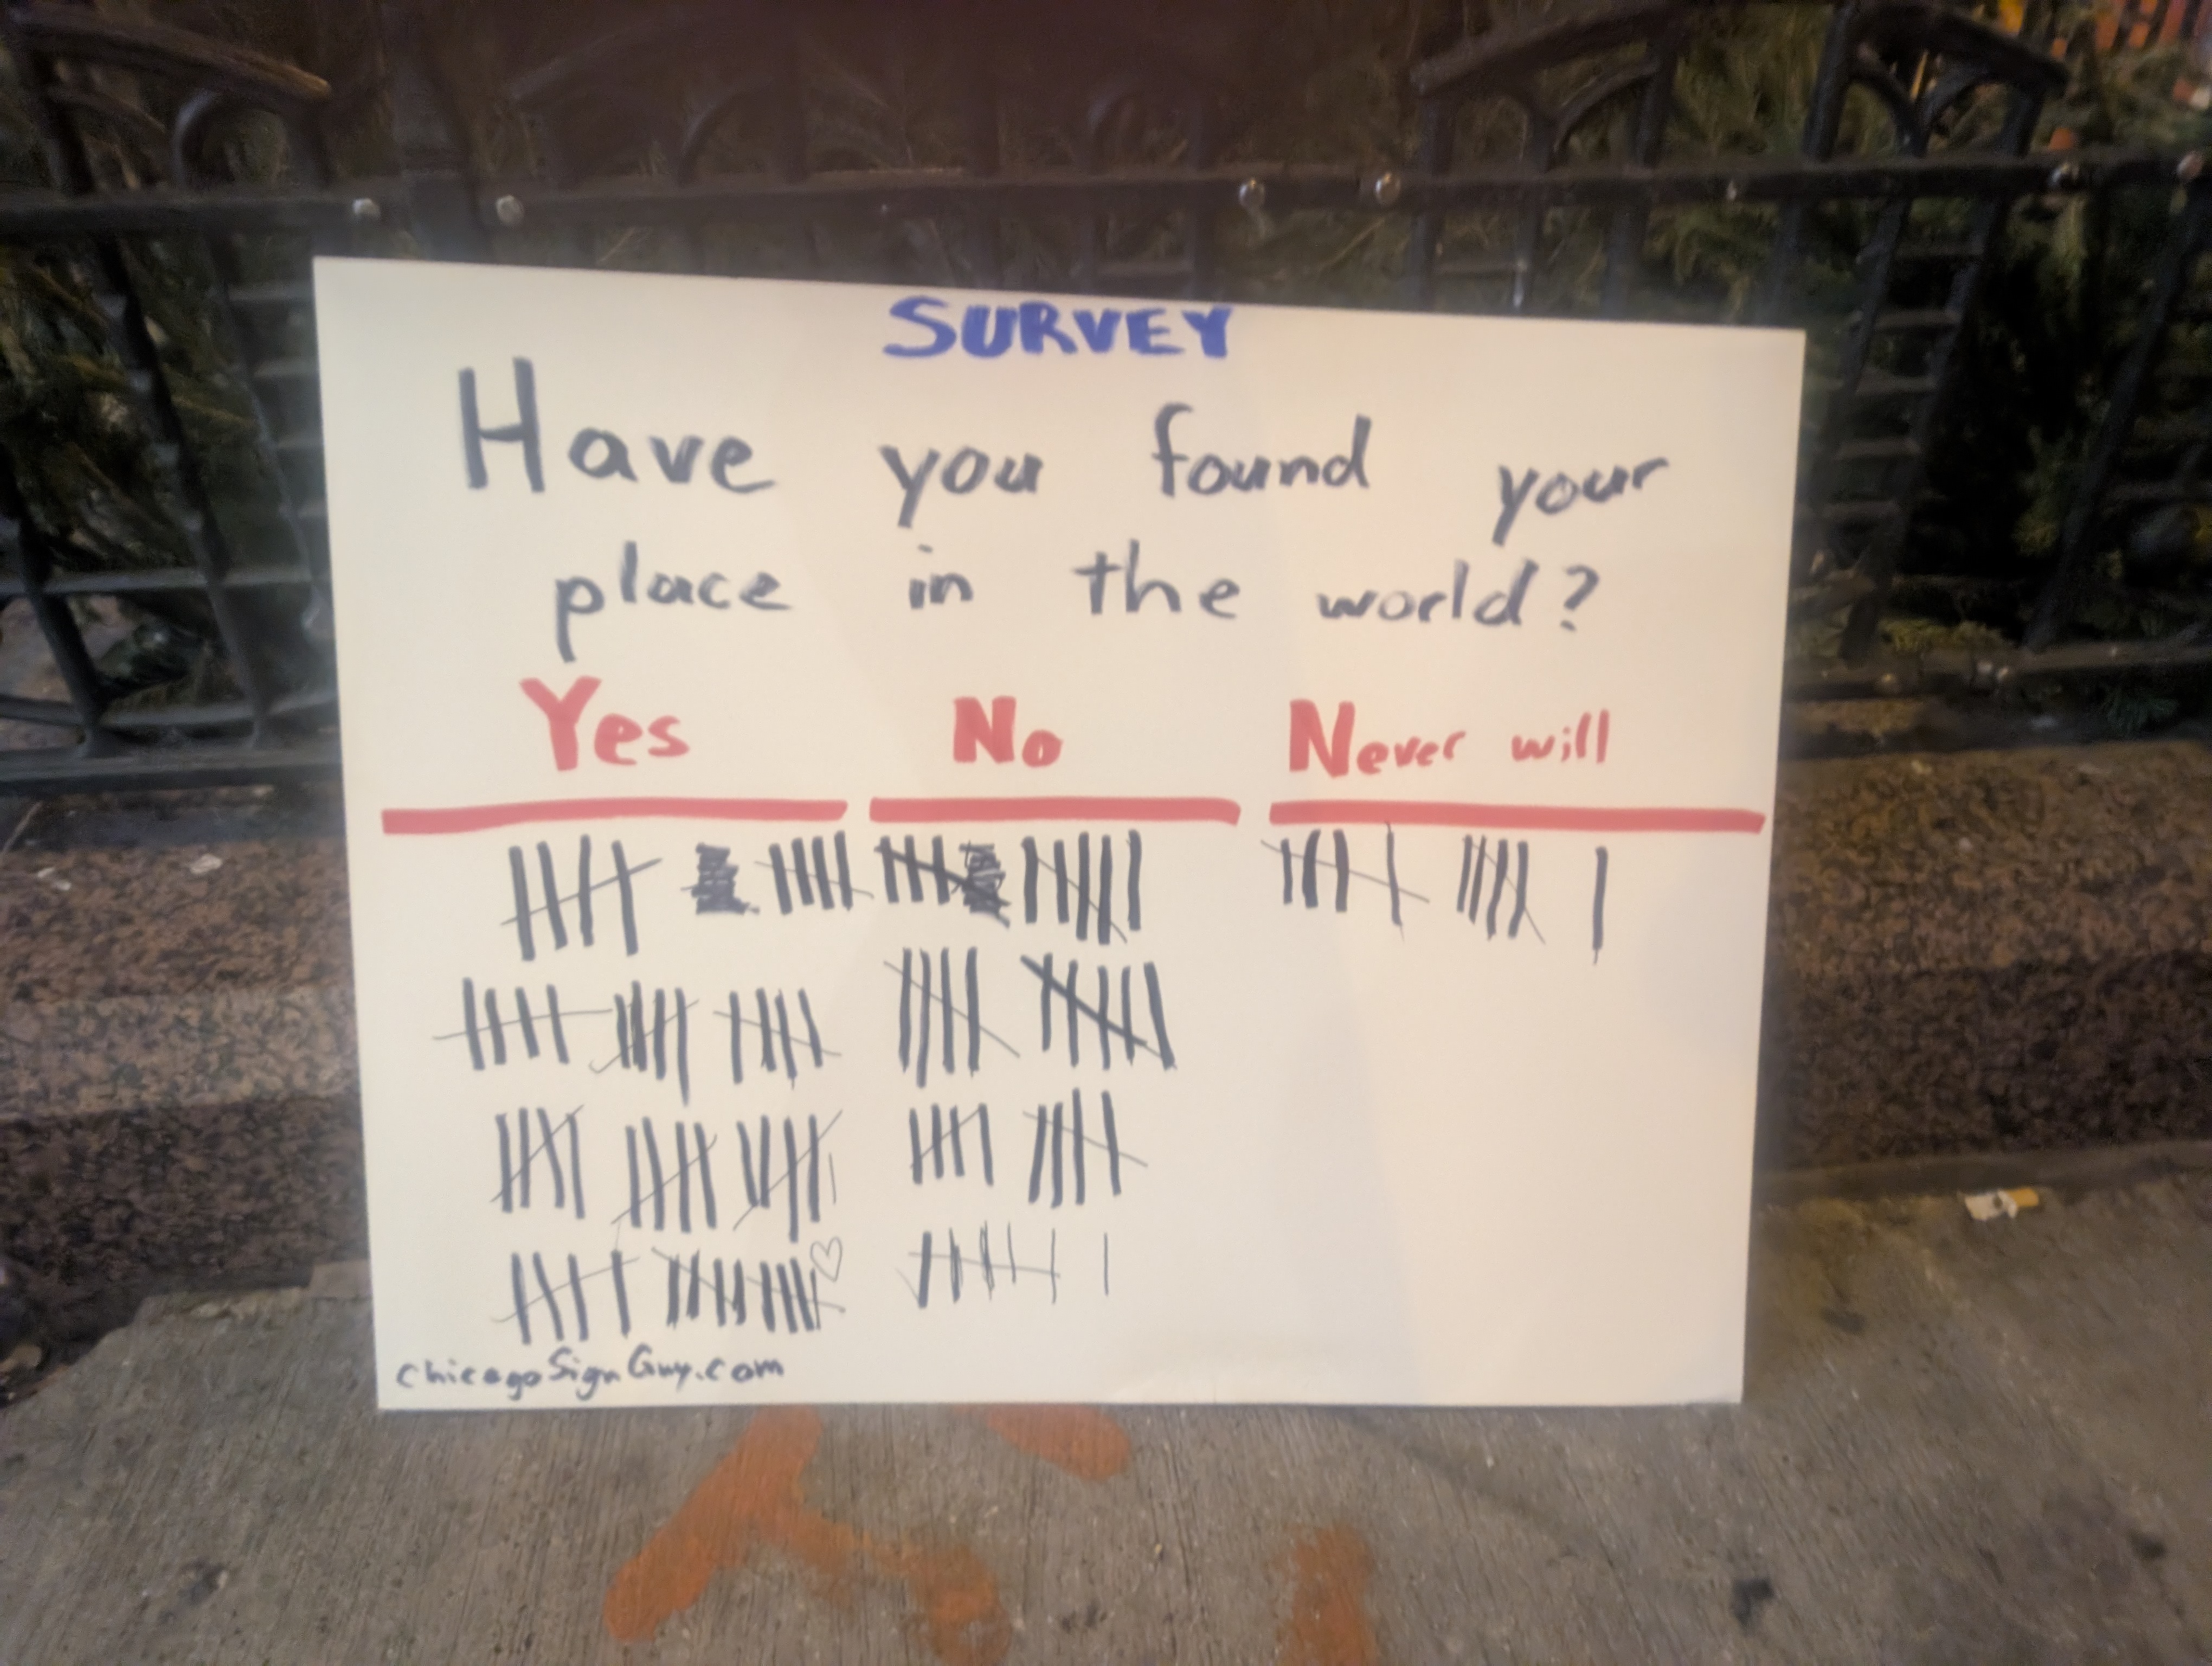 SURVEY
Have you found your
place in the world?
Yes No Never will
chicagoSignGuy.com